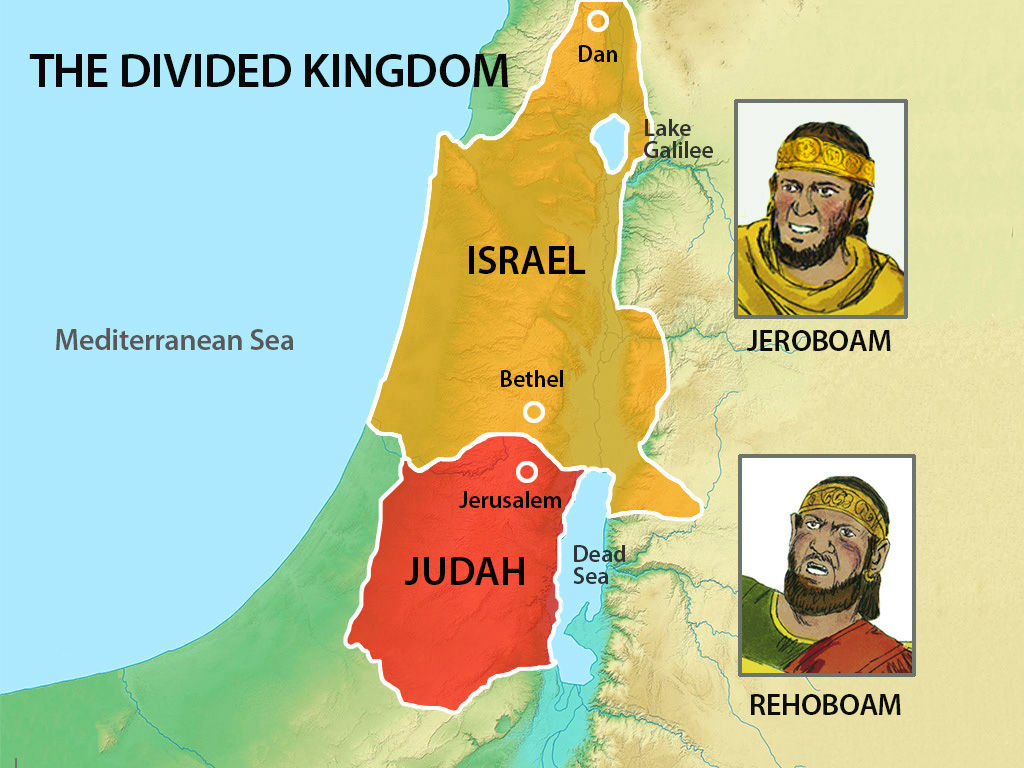 THE DIVIDED KINGDOM
Dan
Lake
Galilee
ISRAEL
JEROBOAM
Mediterranean Sea
Bethel
Jerusalem
JUDAH
Dead
Sea
REHOBOAM